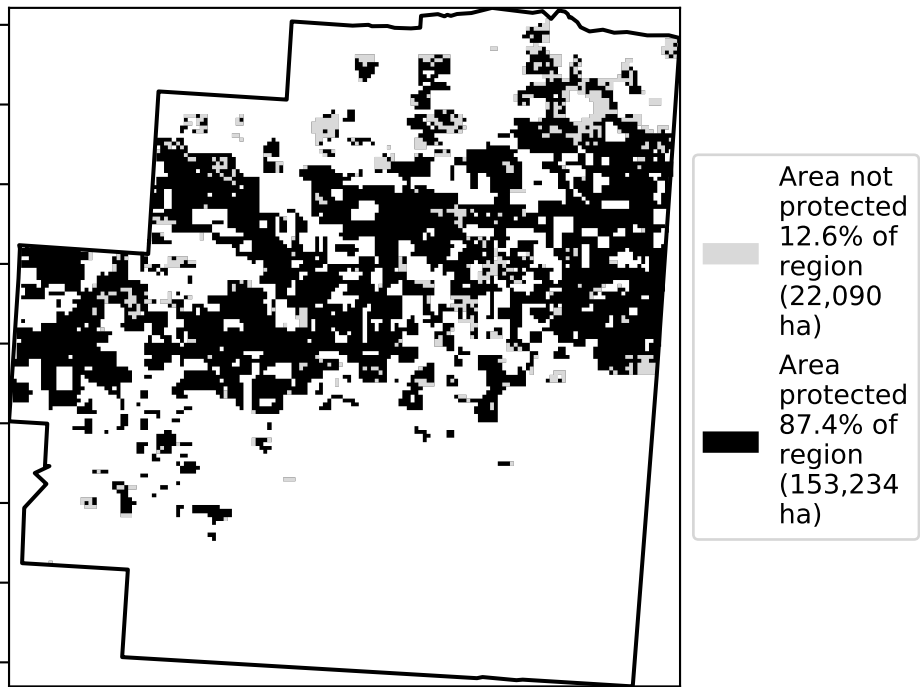 Area not
protected
12.6% of
region
(22,090
ha)
Area
protected
87.4% of
region
(153,234
ha)